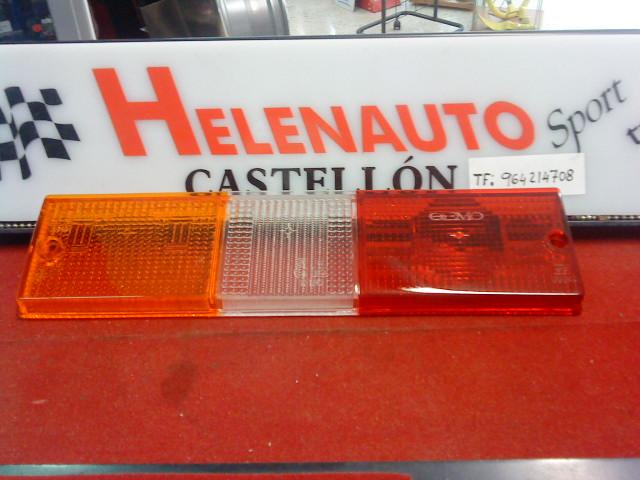 HELENAUTO Sport
CASTELLÓN
TF: 964214708